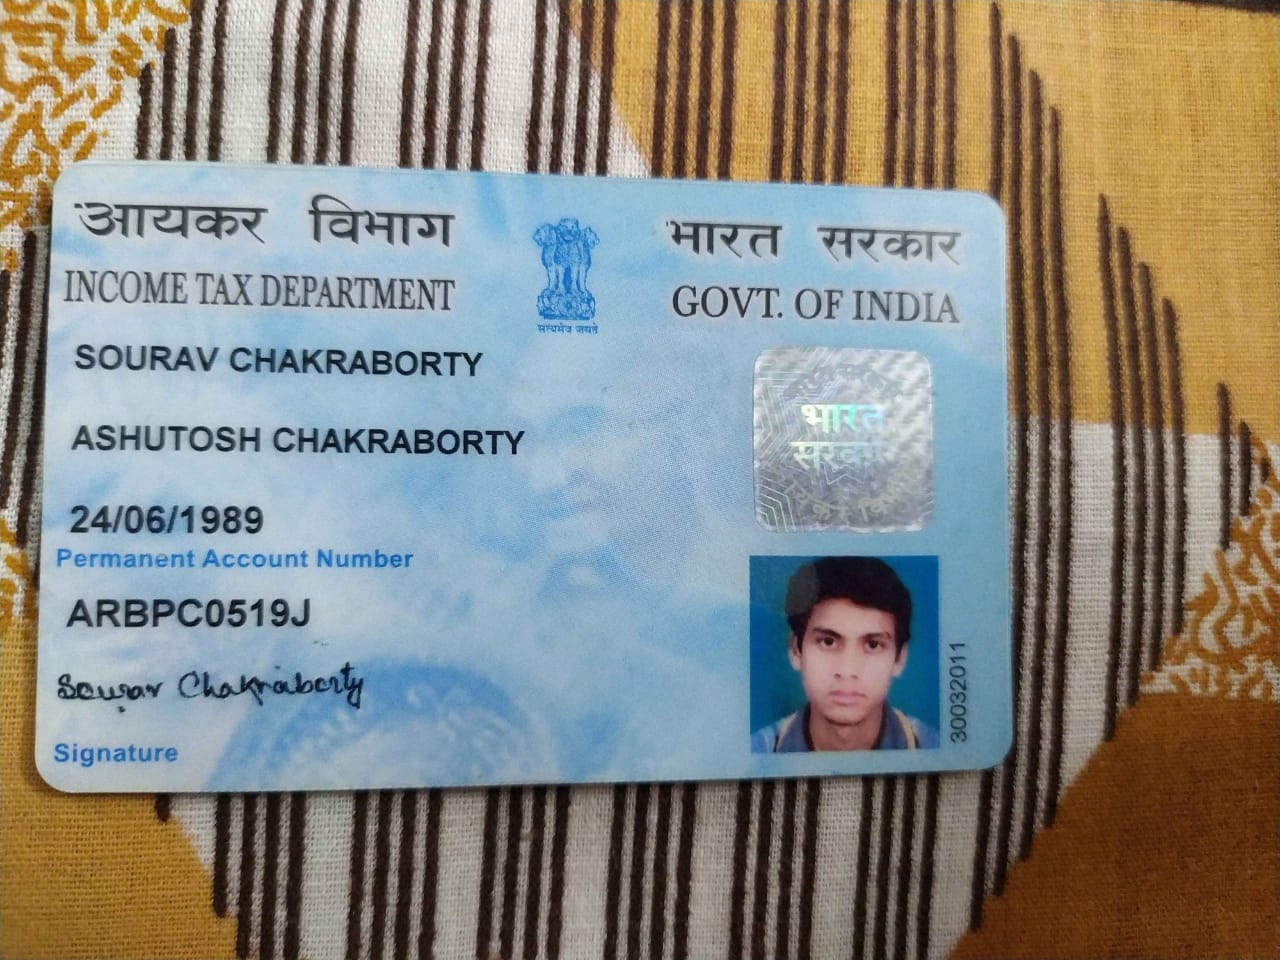 आयकर विभाग
INCOME TAX DEPARTMENT
सत्यमेव जयते
भारत सरकार
GOVT. OF INDIA
SOURAV CHAKRABORTY
ASHUTOSH CHAKRABORTY
24/06/1989
Permanent Account Number
ARBPC0519J
Sourav Chakraborty
Signature
भारत
सरकार
30032011